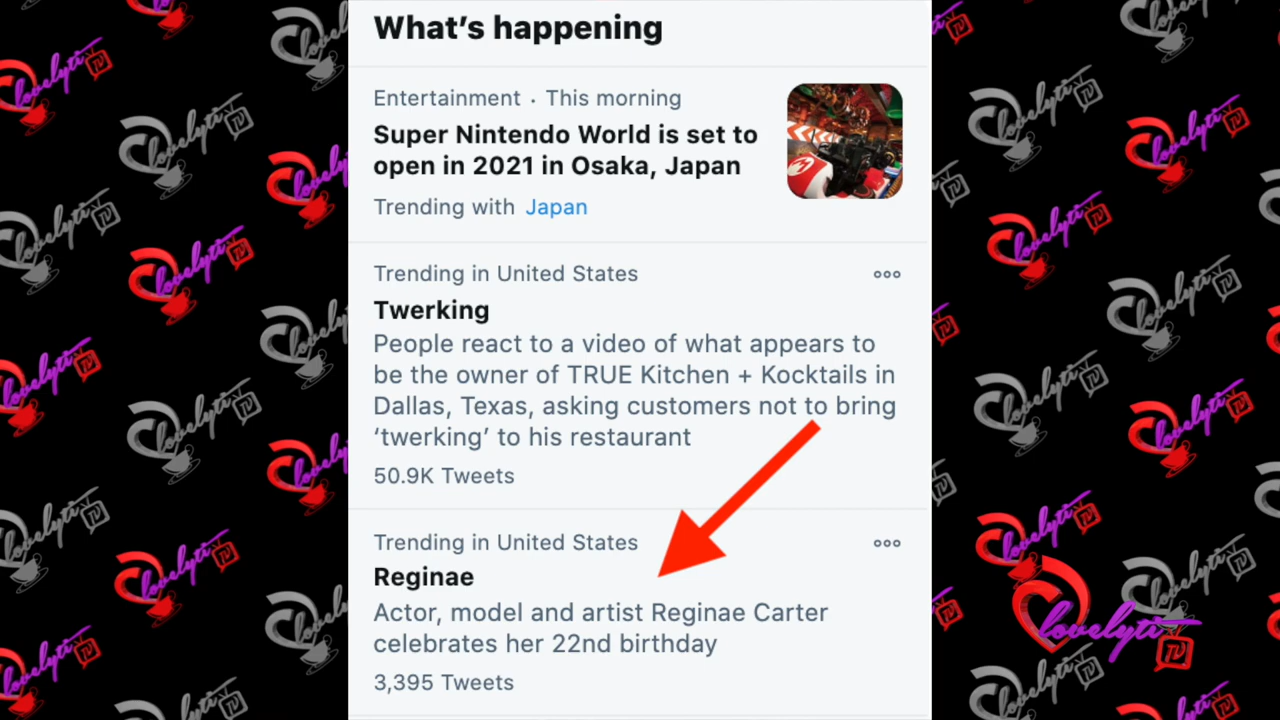 What's happening
Entertainment · This morning
Super Nintendo World is set to
open in 2021 in Osaka, Japan
Trending with Japan
Trending in United States
Twerking
People react to a video of what appears to
be the owner of TRUE Kitchen + Kocktails in
Dallas, Texas, asking customers not to bring
‘twerking’ to his restaurant
50.9K Tweets
Trending in United States
Reginae
Actor, model and artist Reginae Carter
celebrates her 22nd birthday
3,395 Tweets
lovelyti TV